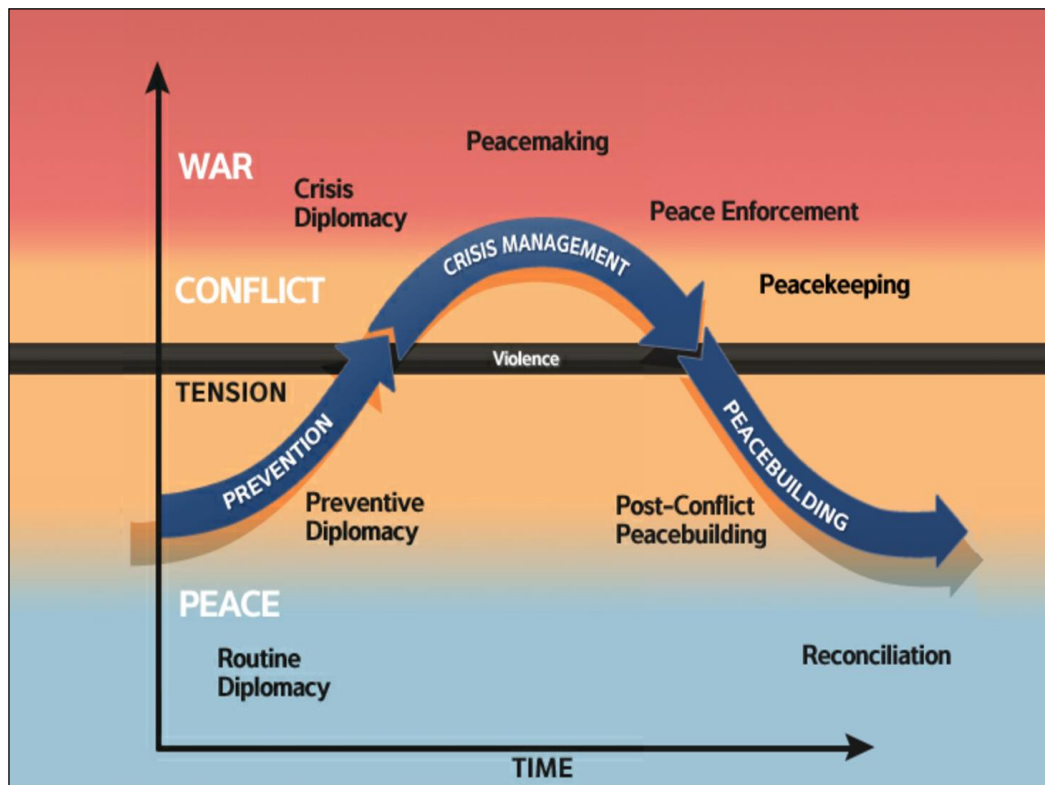 Peacemaking
WAR
Crisis
Diplomacy
Peace Enforcement
CRISIS MANAGEMENT
CONFLICT
Peacekeeping
Violence
TENSION
PREVENTION
PEACEBUILDING
Preventive
Diplomacy
Post-Conflict
Peacebuilding
PEACE
Routine
Diplomacy
Reconciliation
TIME